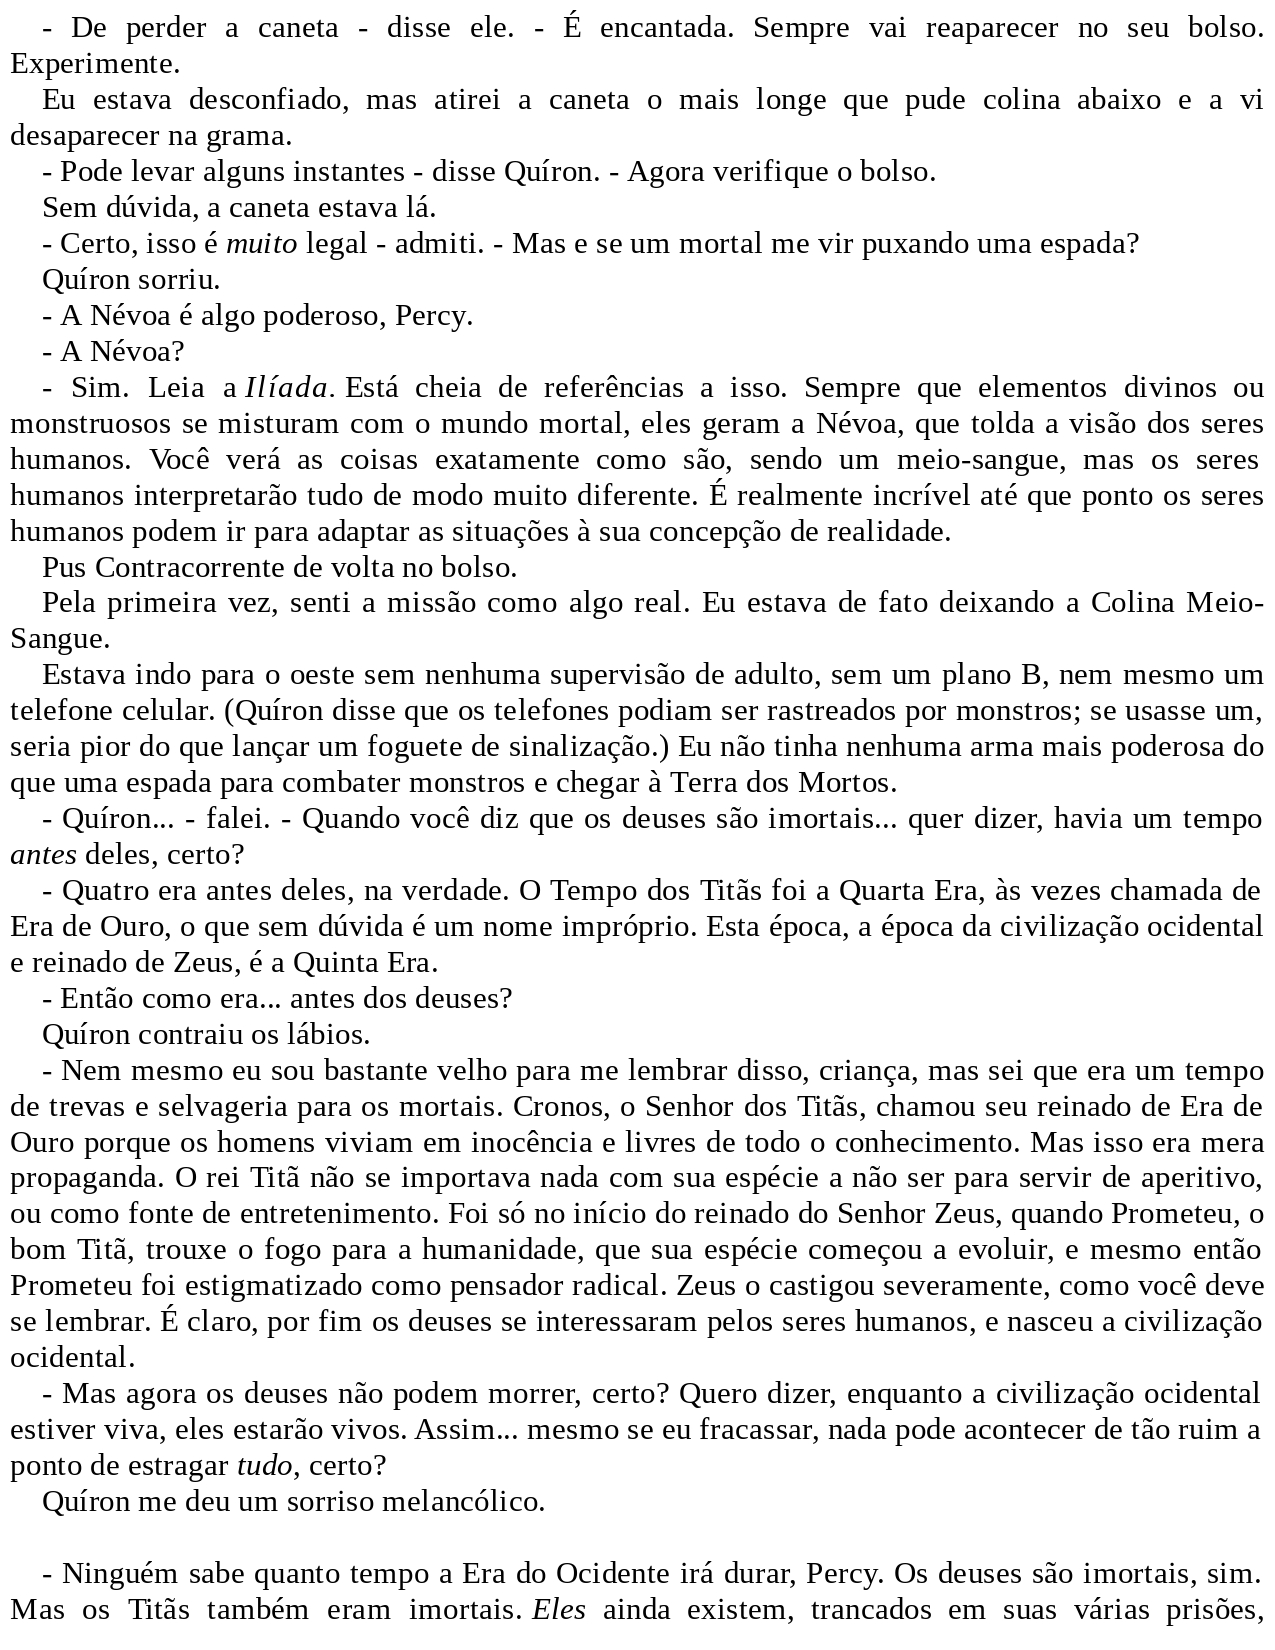 - De perder a caneta - disse ele. - É encantada. Sempre vai reaparecer no seu bolso.
Experimente.
Eu estava desconfiado, mas atirei a caneta o mais longe que pude colina abaixo e a vi
desaparecer na grama.
- Pode levar alguns instantes - disse Quíron. - Agora verifique o bolso.
Sem dúvida, a caneta estava lá.
- Certo, isso é muito legal - admiti. - Mas e se um mortal me vir puxando uma espada?
Quíron sorriu.
- A Névoa é algo poderoso, Percy.
- A Névoa?
- Sim. Leia a Ilíada. Está cheia de referências a isso. Sempre que elementos divinos ou
monstruosos se misturam com o mundo mortal, eles geram a Névoa, que tolda a visão dos seres
humanos. Você verá as coisas exatamente como são, sendo um meio-sangue, mas os seres
humanos interpretarão tudo de modo muito diferente. É realmente incrível até que ponto os seres
humanos podem ir para adaptar as situações à sua concepção de realidade.
Pus Contracorrente de volta no bolso.
Pela primeira vez, senti a missão como algo real. Eu estava de fato deixando a Colina Meio-
Sangue.
Estava indo para o oeste sem nenhuma supervisão de adulto, sem um plano B, nem mesmo um
telefone celular. (Quíron disse que os telefones podiam ser rastreados por monstros; se usasse um,
seria pior do que lançar um foguete de sinalização.) Eu não tinha nenhuma arma mais poderosa do
que uma espada para combater monstros e chegar à Terra dos Mortos.
- Quíron... - falei. - Quando você diz que os deuses são imortais... quer dizer, havia um tempo
antes deles, certo?
- Quatro era antes deles, na verdade. O Tempo dos Titãs foi a Quarta Era, às vezes chamada de
Era de Ouro, o que sem dúvida é um nome impróprio. Esta época, a época da civilização ocidental
e reinado de Zeus, é a Quinta Era.
- Então como era... antes dos deuses?
Quíron contraiu os lábios.
- Nem mesmo eu sou bastante velho para me lembrar disso, criança, mas sei que era um tempo
de trevas e selvageria para os mortais. Cronos, o Senhor dos Titãs, chamou seu reinado de Era de
Ouro porque os homens viviam em inocência e livres de todo o conhecimento. Mas isso era mera
propaganda. O rei Titã não se importava nada com sua espécie a não ser para servir de aperitivo,
ou como fonte de entretenimento. Foi só no início do reinado do Senhor Zeus, quando Prometeu, o
bom Titã, trouxe o fogo para a humanidade, que sua espécie começou a evoluir, e mesmo então
Prometeu foi estigmatizado como pensador radical. Zeus o castigou severamente, como você deve
se lembrar. É claro, por fim os deuses se interessaram pelos seres humanos, e nasceu a civilização
ocidental.
- Mas agora os deuses não podem morrer, certo? Quero dizer, enquanto a civilização ocidental
estiver viva, eles estarão vivos. Assim... mesmo se eu fracassar, nada pode acontecer de tão ruim a
ponto de estragar tudo, certo?
Quíron me deu um sorriso melancólico.
- Ninguém sabe quanto tempo a Era do Ocidente irá durar, Percy. Os deuses são imortais, sim.
Mas os Titãs também eram imortais. Eles ainda existem, trancados em suas várias prisões,